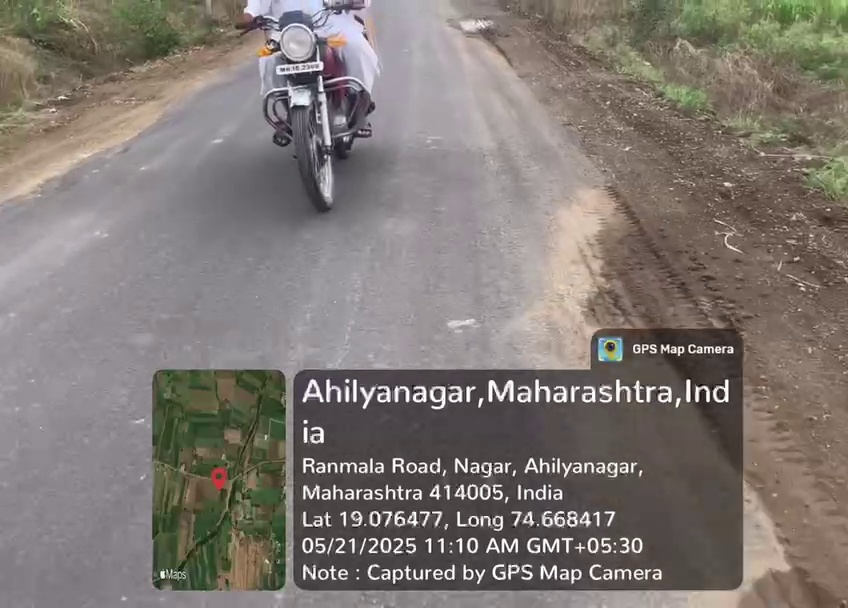 GPS Map Camera
Ahilyanagar,Maharashtra,Ind
ia
Ranmala Road, Nagar, Ahilyanagar,
Maharashtra 414005, India
Lat 19.076477, Long 74.668417
05/21/2025 11:10 AM GMT+05:30
Note : Captured by GPS Map Camera
Maps